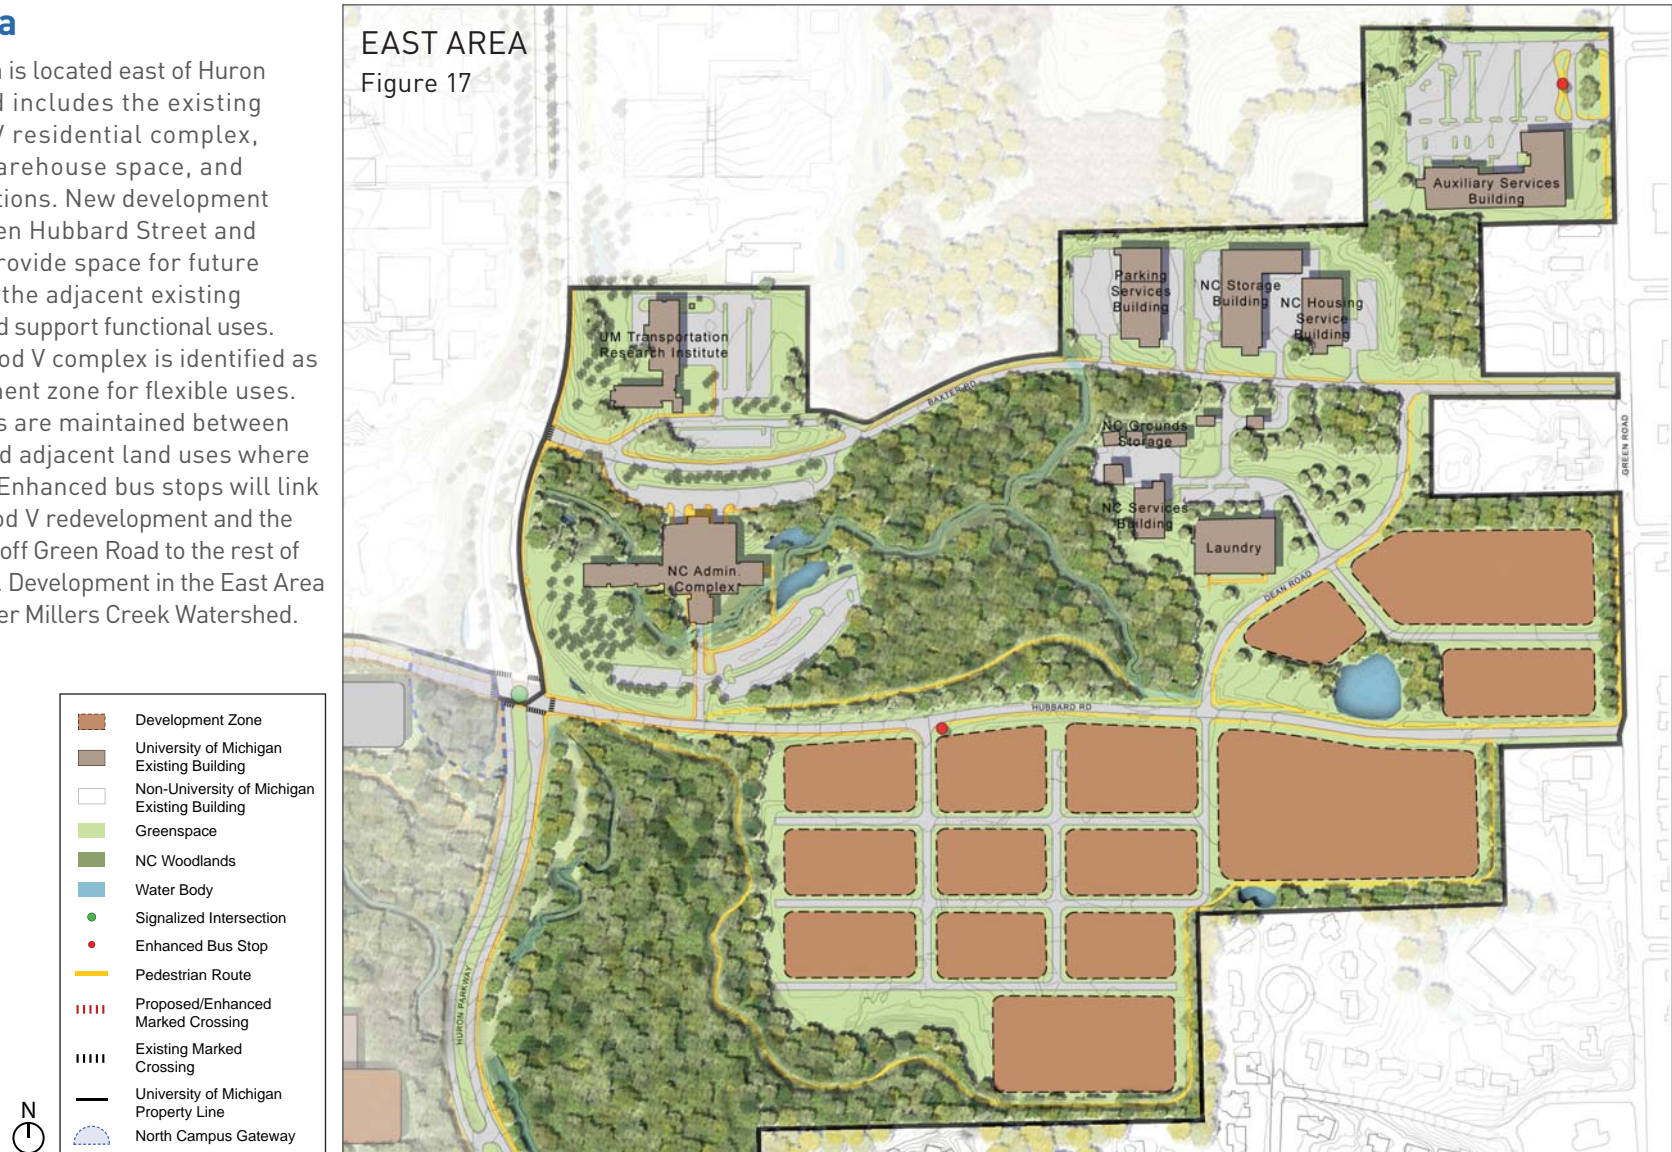 a
is located east of Huron
includes the existing
V residential complex,
warehouse space, and
tions. New development
en Hubbard Street and
provide space for future
the adjacent existing
d support functional uses.
od V complex is identified as
ment zone for flexible uses.
s are maintained between
d adjacent land uses where
Enhanced bus stops will link
od V redevelopment and the
off Green Road to the rest of
. Development in the East Area
er Millers Creek Watershed.
EAST AREA
Figure 17
Auxiliary Services
Building
Parking
Services
Building
NC Storage
Building
NC Housing
Service
Building
UM Transportation
Research Institute
BAXTER RD
GREEN ROAD
NC Grounds
Storage
NC Services
Building
Laundry
NC Admin.
Complex
DEAN ROAD
HUBBARD RD
HURON PARKWAY
Development Zone
University of Michigan
Existing Building
Non-University of Michigan
Existing Building
Greenspace
NC Woodlands
Water Body
Signalized Intersection
Enhanced Bus Stop
Pedestrian Route
Proposed/Enhanced
Marked Crossing
Existing Marked
Crossing
University of Michigan
Property Line
North Campus Gateway
N